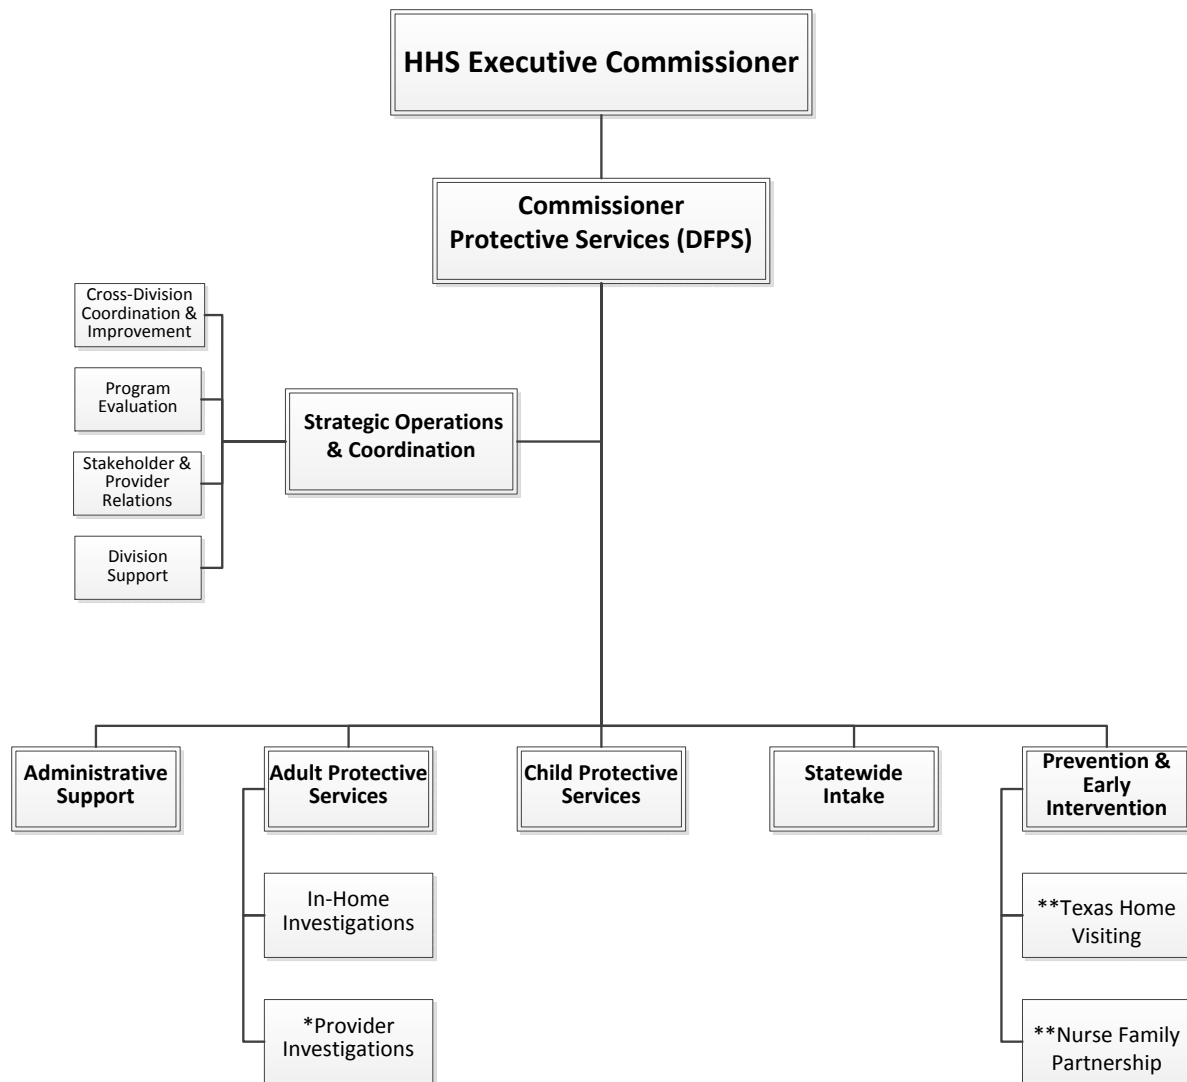 HHS Executive Commissioner
Commissioner
Protective Services (DFPS)
Cross-Division
Coordination &
Improvement
Program
Evaluation
Stakeholder &
Provider
Relations
Division
Support
Strategic Operations
& Coordination
Administrative
Support
Adult Protective
Services
In-Home
Investigations
*Provider
Investigations
Child Protective
Services
Statewide
Intake
Prevention &
Early
Intervention
**Texas Home
Visiting
**Nurse Family
Partnership